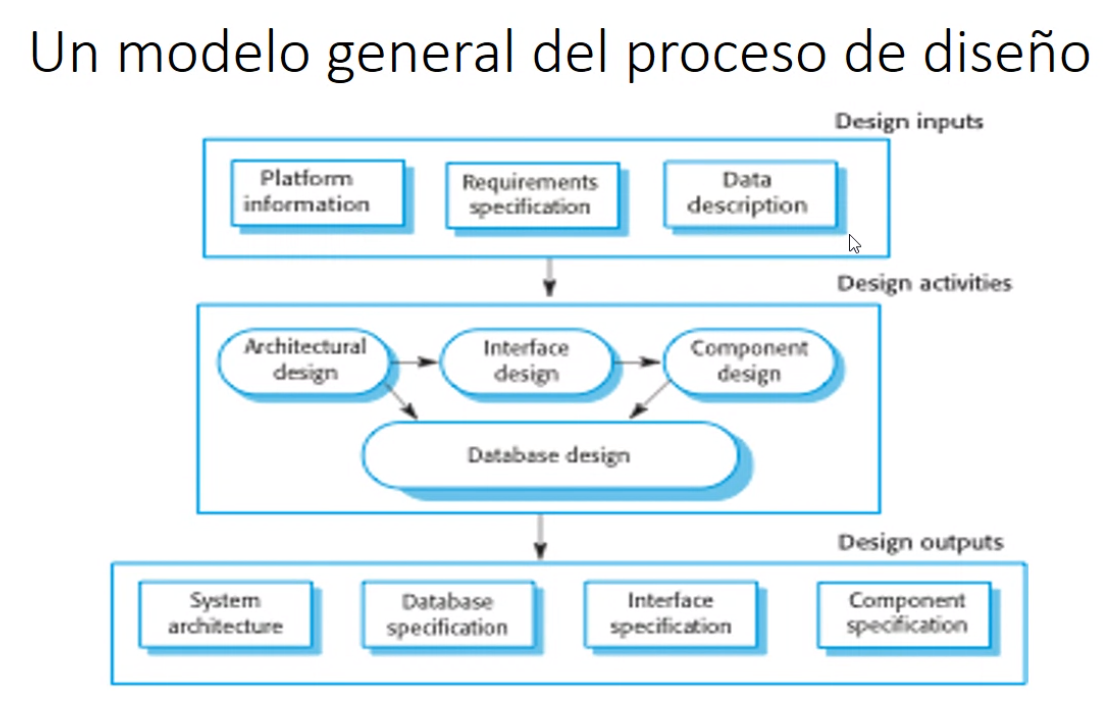 Un modelo general del proceso de diseño
Design inputs
Platform
information
Requirements
specification
Data
description
Design activities
Architectural
design
Interface
design
Component
design
Database design
Design outputs
System
architecture
Database
specification
Interface
specification
Component
specification